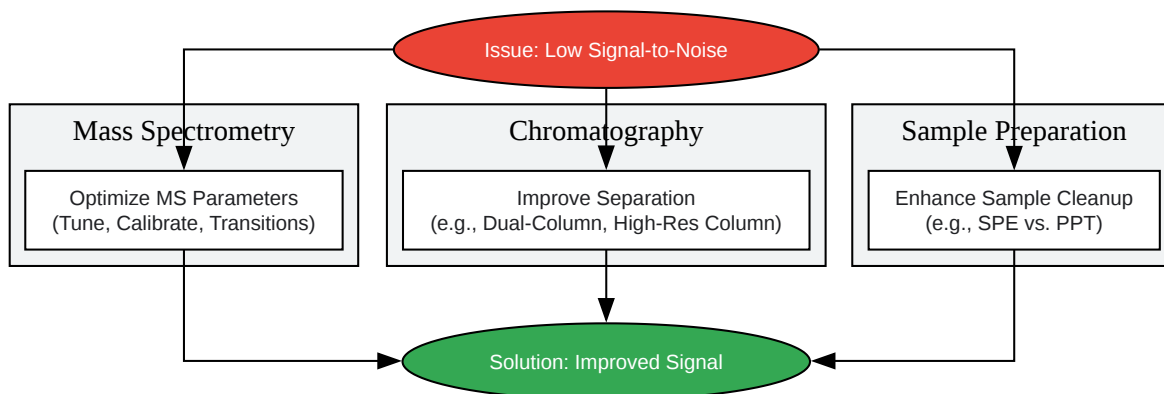 Issue: Low Signal-to-Noise
Mass Spectrometry
Optimize MS Parameters
(Tune, Calibrate, Transitions)
Chromatography
Improve Separation
(e.g., Dual-Column, High-Res Column)
Sample Preparation
Enhance Sample Cleanup
(e.g., SPE vs. PPT)
Solution: Improved Signal